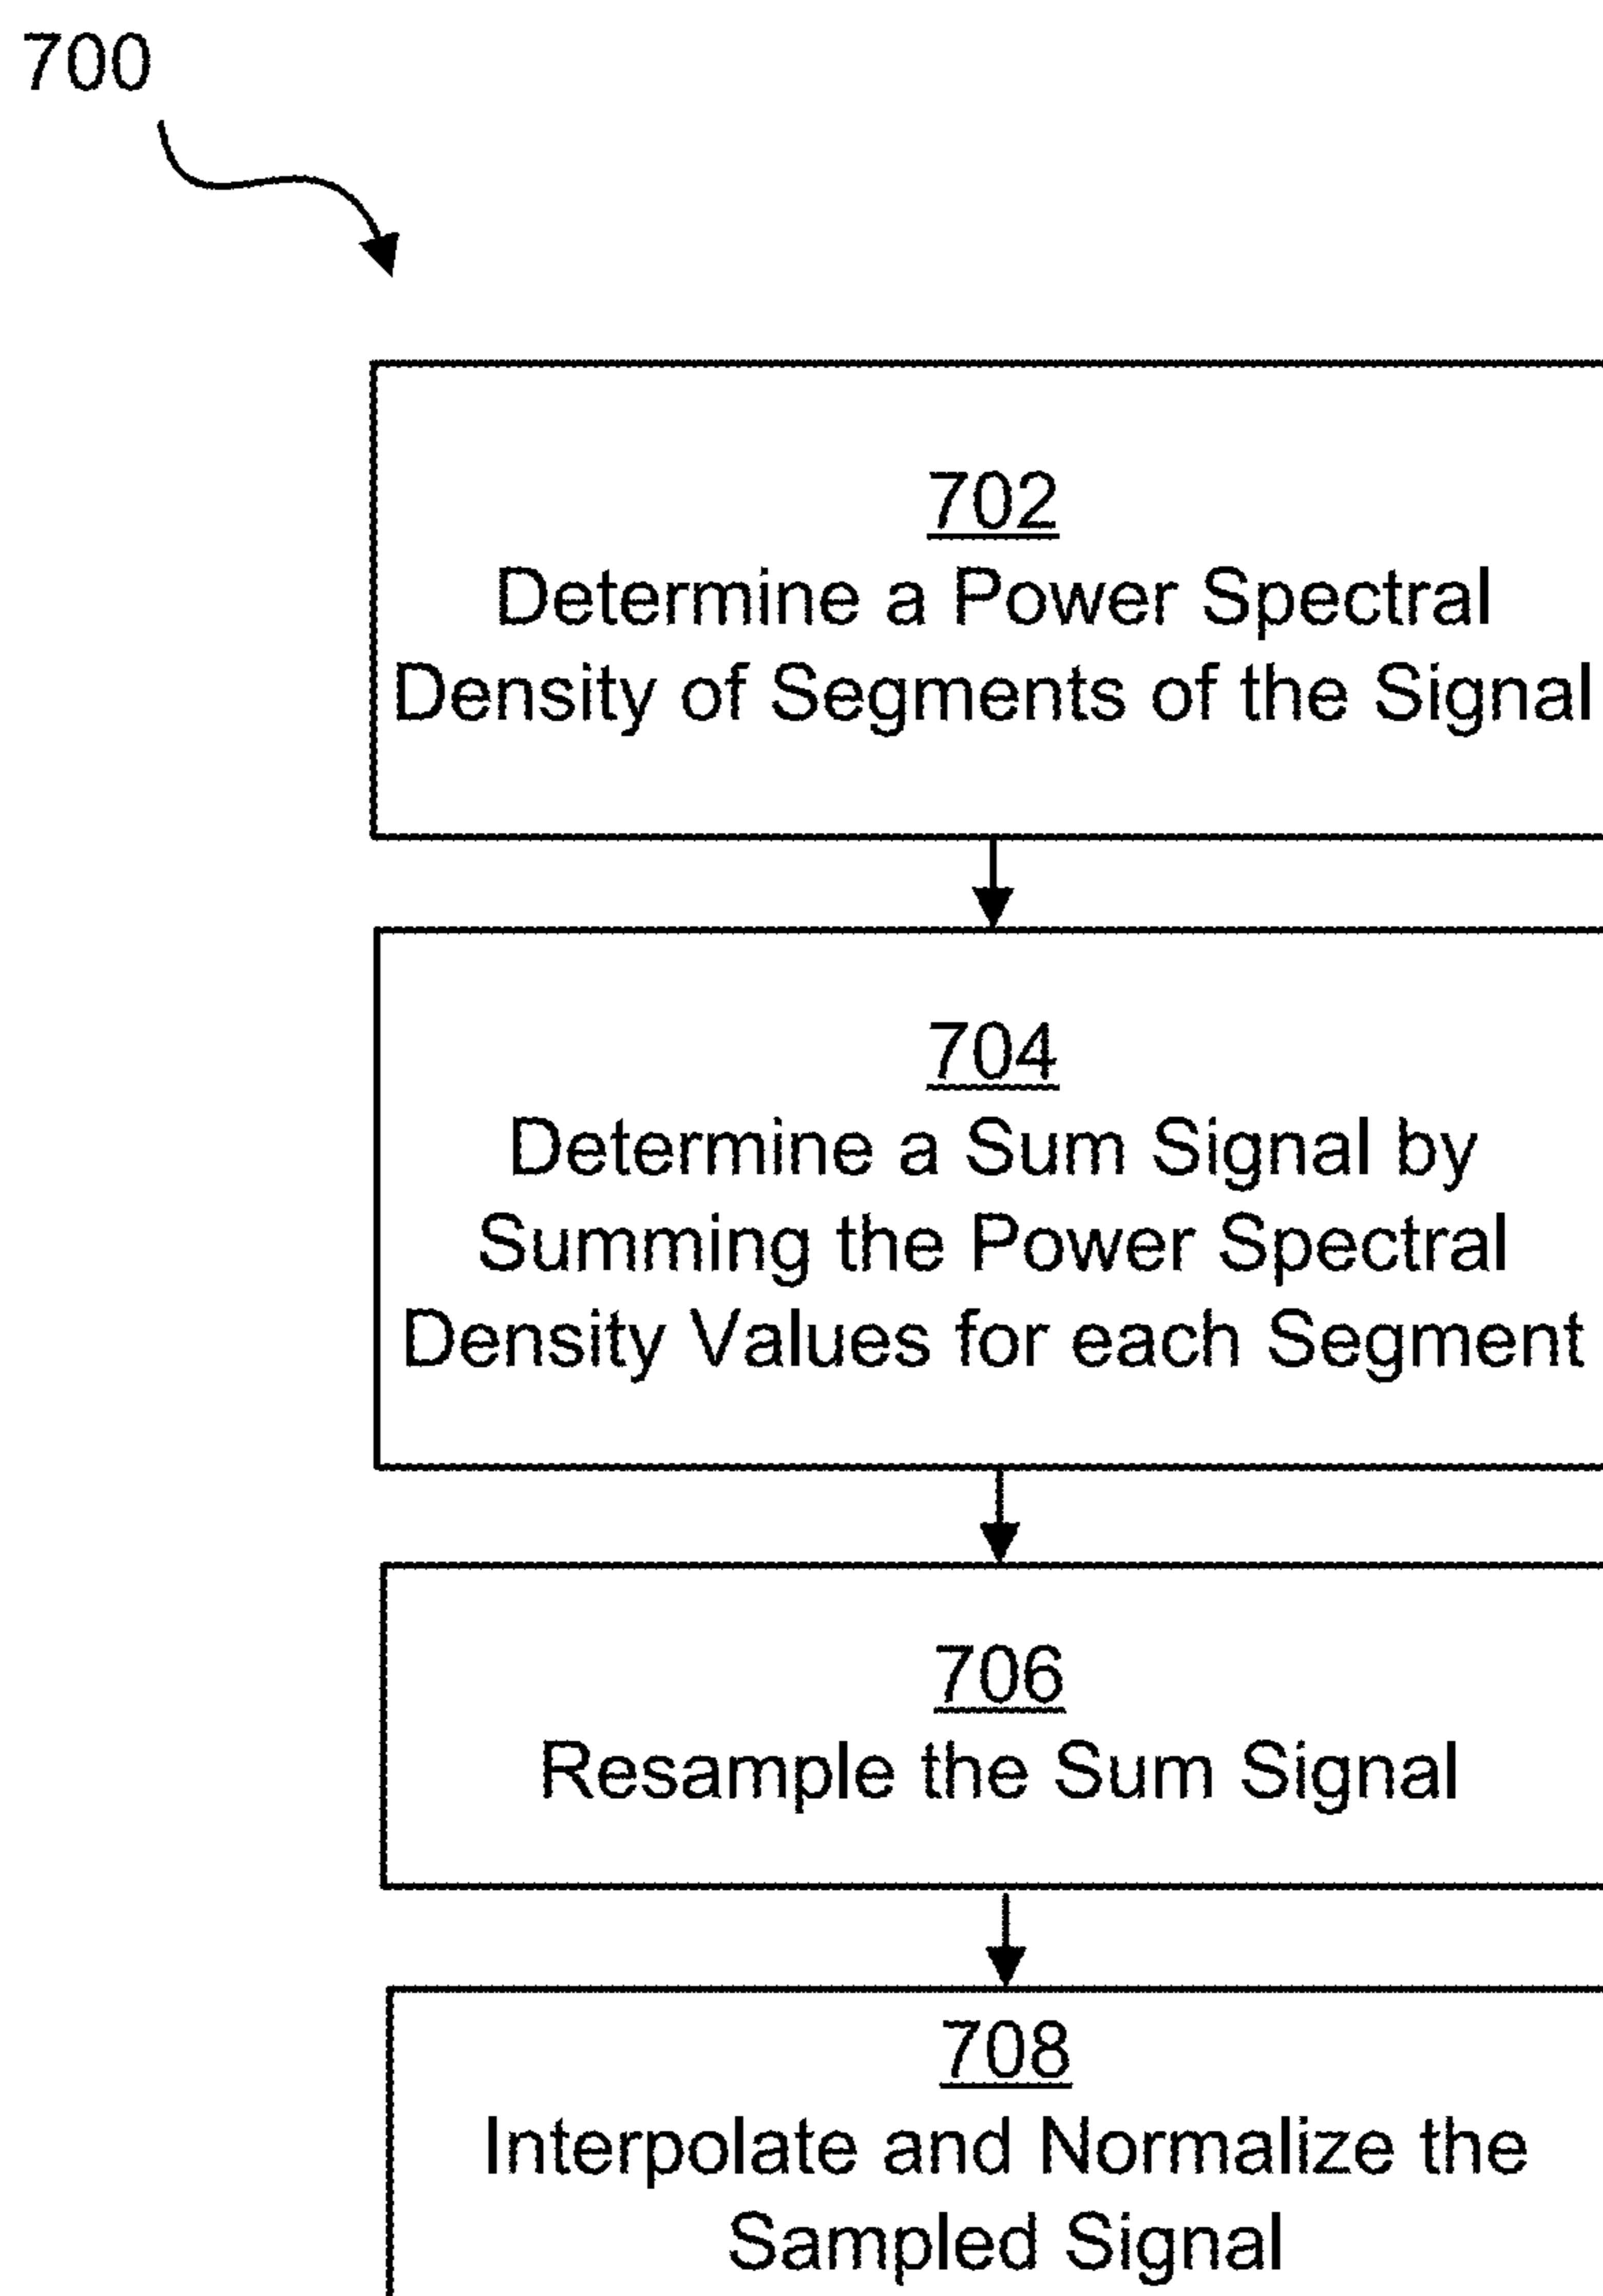 700
702
Determine a Power Spectral
Density of Segments of the Signal
704
Determine a Sum Signal by
Summing the Power Spectral
Density Values for each Segment
706
Resample the Sum Signal
708
Interpolate and Normalize the
Sampled Signal